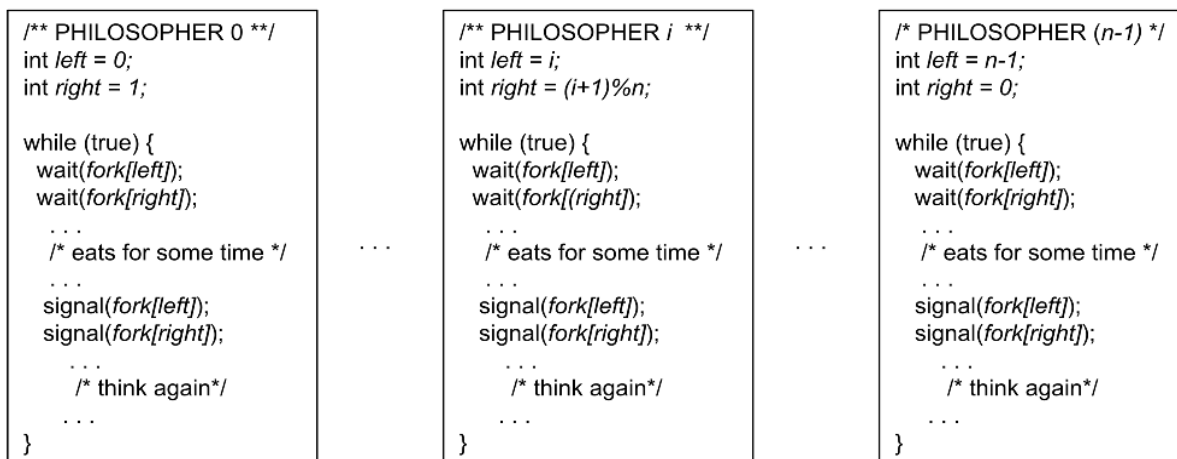 /** PHILOSOPHER 0 **/
int left = 0;
int right = 1;
while (true) {
wait(fork[left]);
wait(fork[right]);
. . .
/* eats for some time */
. . .
signal(fork[left]);
signal(fork[right]);
. . .
/* think again*/
. . .
}
. . .
/** PHILOSOPHER i **/
int left = i;
int right = (i+1)%n;
while (true) {
wait(fork[left]);
wait(fork[(right]);
. . .
/* eats for some time */
. . .
signal(fork[left]);
signal(fork[right]);
. . .
/* think again*/
. . .
}
. . .
/* PHILOSOPHER (n-1) */
int left = n-1;
int right = 0;
while (true) {
wait(fork[left]);
wait(fork[right]);
. . .
/* eats for some time */
. . .
signal(fork[left]);
signal(fork[right]);
. . .
/* think again*/
. . .
}